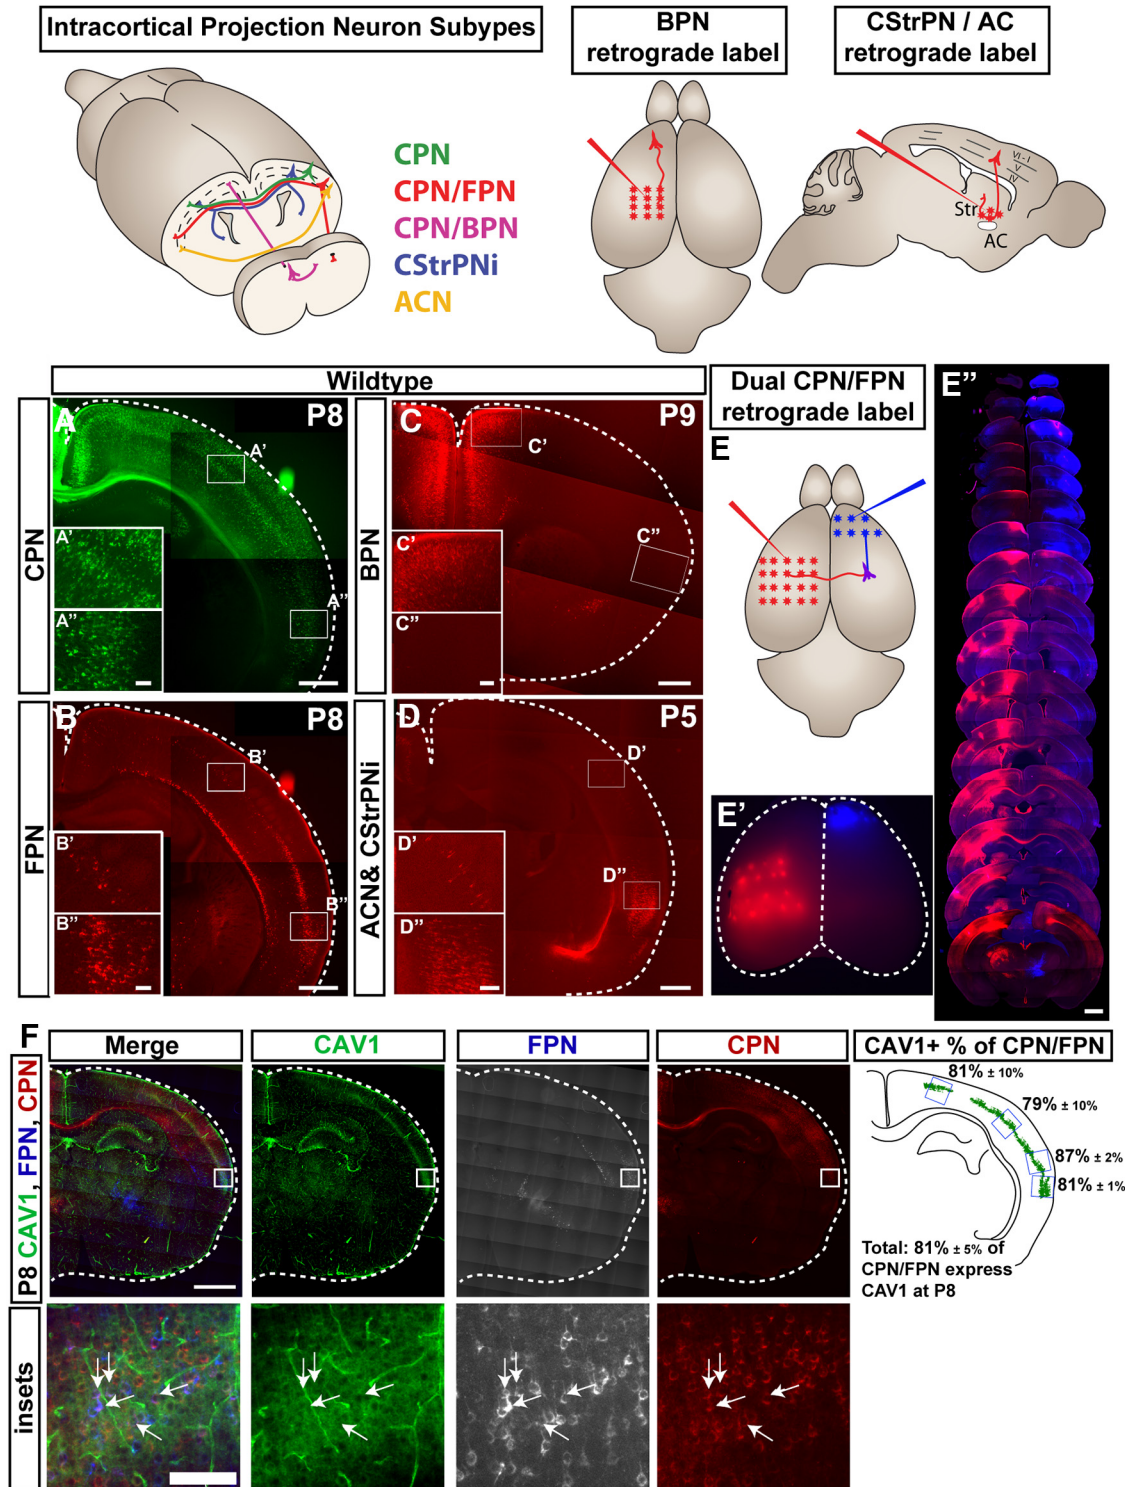 Intracortical Projection Neuron Subypes
BPN
retrograde label
CStrPN / AC
retrograde label
CPN
CPN/FPN
CPN/BPN
CStrPNi
ACN
VI - I
V
IV
Str
AC
Wildtype
Dual CPN/FPN
retrograde label
CPN
A
P8
A’
A’’
A’
A’’
BPN
C
P9
C’
C’’
C’
C’’
FPN
B
P8
B’
B’’
B’
B’’
ACN& CStrPNi
D
P5
D’
D’’
D’
D’’
E
E’
E’’
F
P8 CAV1, FPN, CPN
Merge
CAV1
FPN
CPN
CAV1+ % of CPN/FPN
81% ± 10%
79% ± 10%
87% ± 2%
81% ± 1%
Total: 81% ± 5% of
CPN/FPN express
CAV1 at P8
insets